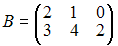 B = ( 2 1 0
3 4 2 )